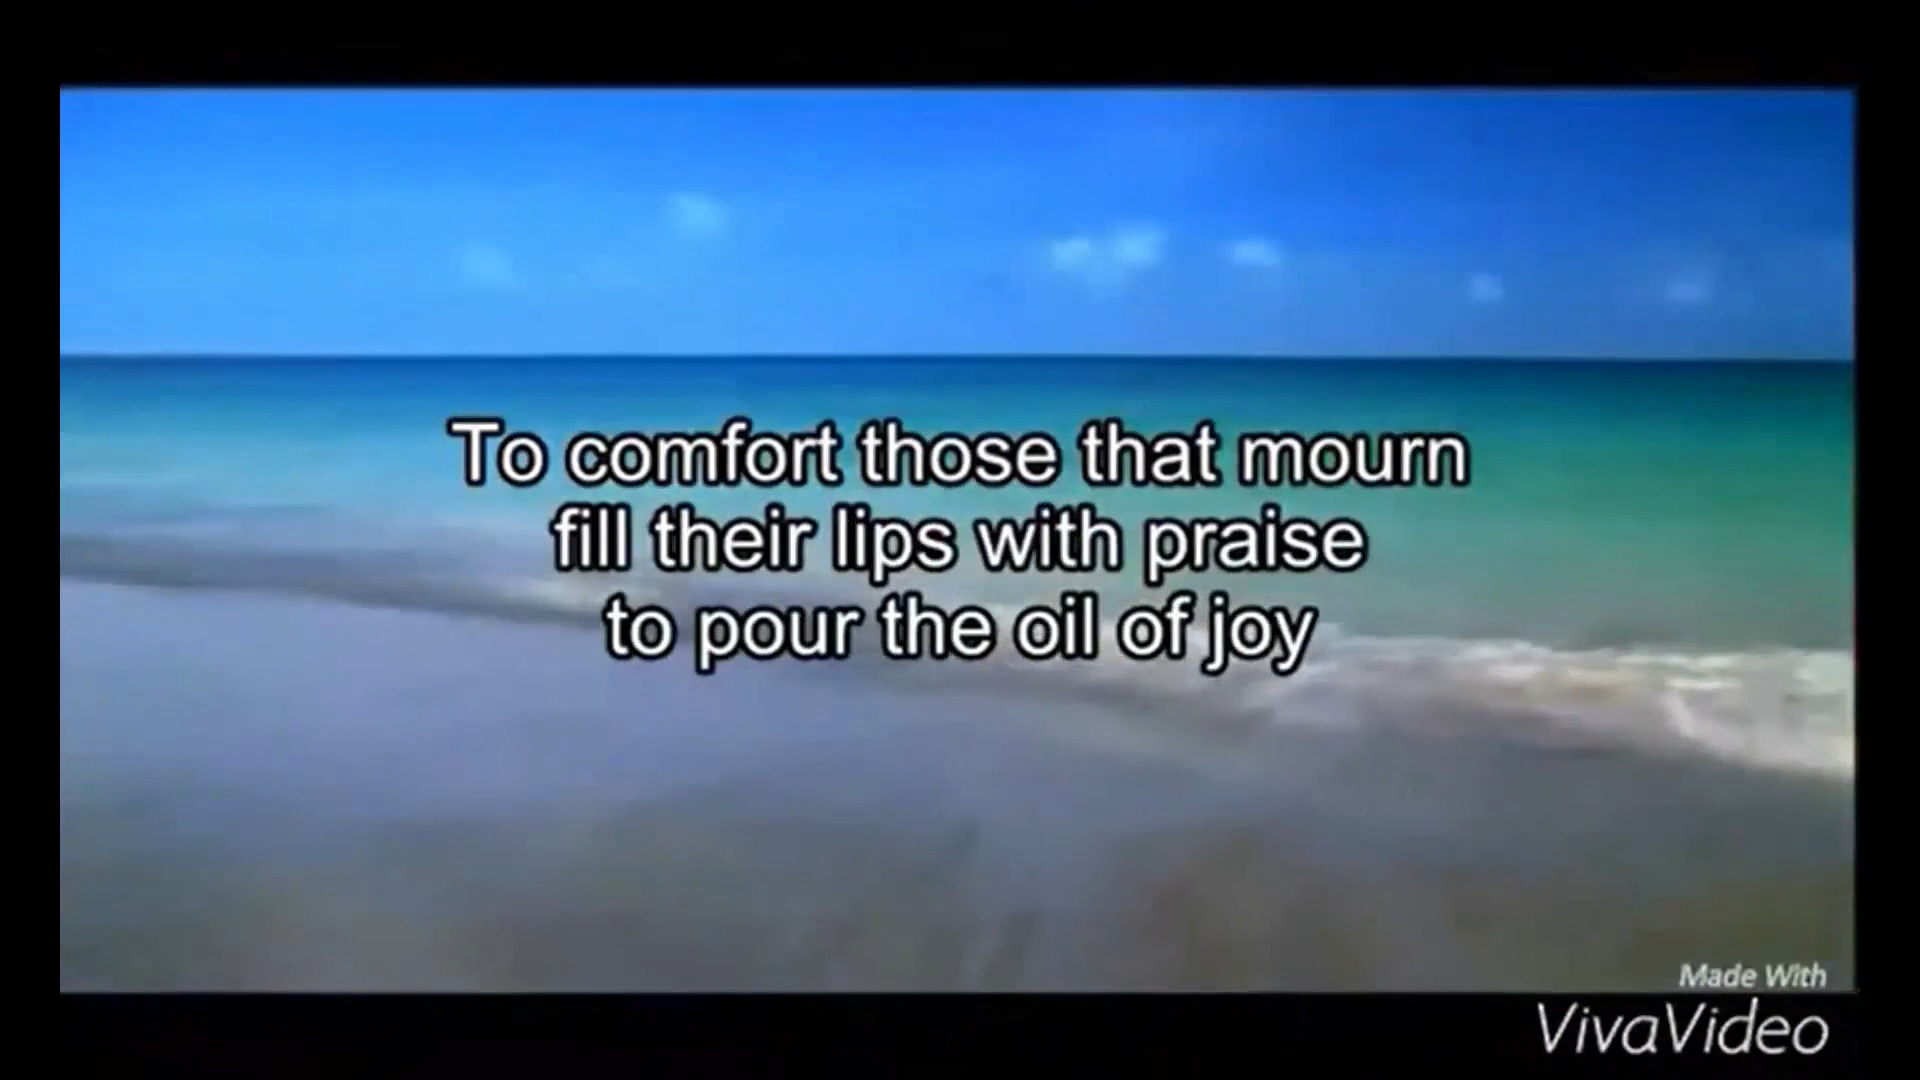 To comfort those that mourn
fill their lips with praise
to pour the oil of joy
Made With
VivaVideo